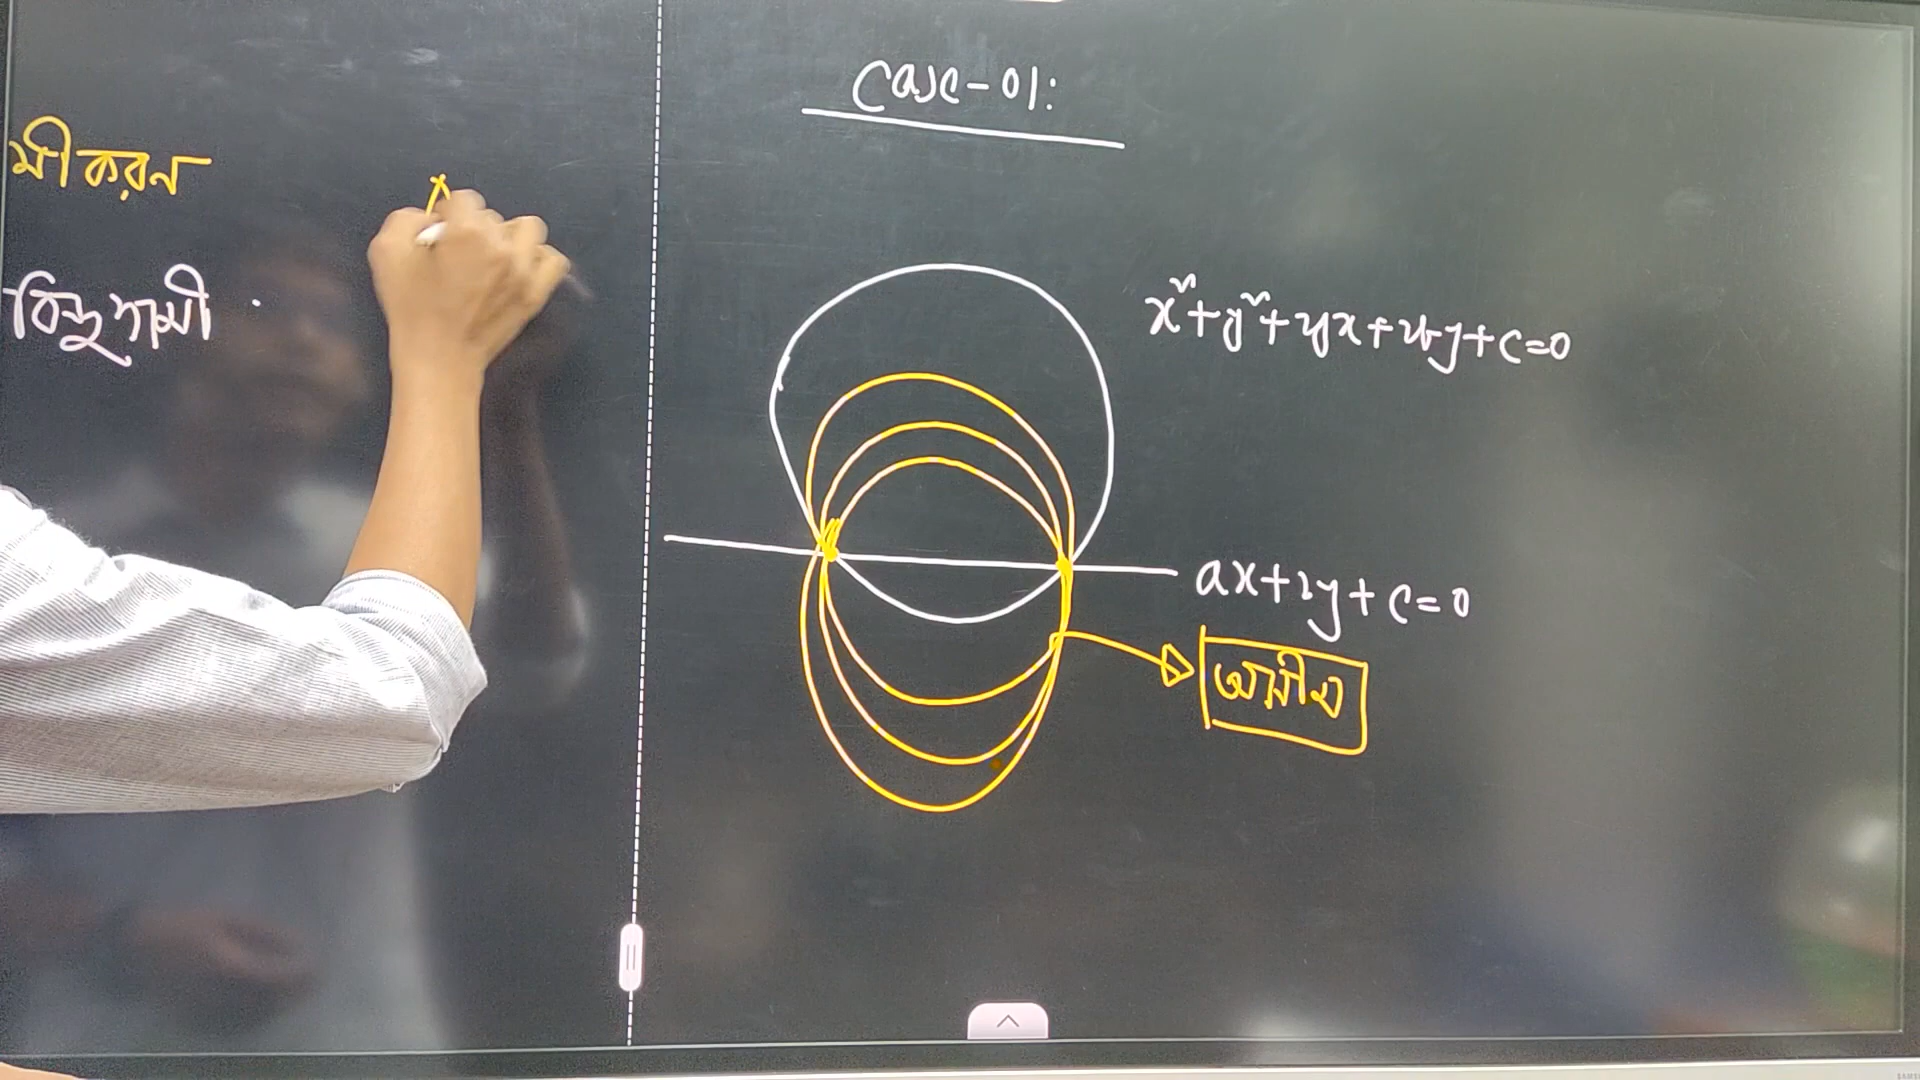 মীকরণ
বিন্দুগামী
Case-01:
x²+y²+2gx+2fy+c=0
ax+by+c=0
অসীম